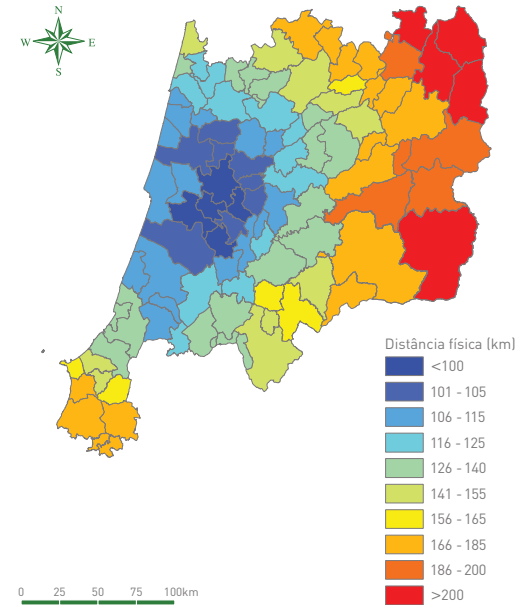 N
W E
S
Distância física (km)
<100
101 - 105
106 - 115
116 - 125
126 - 140
141 - 155
156 - 165
166 - 185
186 - 200
>200
0 25 50 75 100km